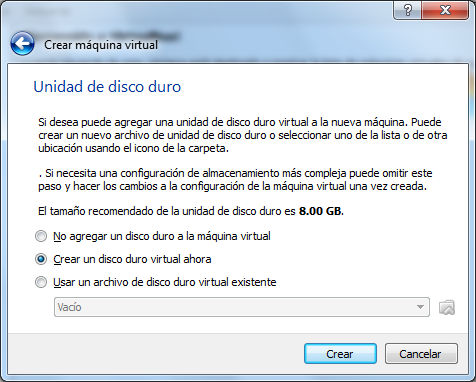 Crear máquina virtual
Unidad de disco duro
Si desea puede agregar una unidad de disco duro virtual a la nueva máquina. Puede
crear un nuevo archivo de unidad de disco duro o seleccionar uno de la lista o de otra
ubicación usando el icono de la carpeta.
. Si necesita una configuración de almacenamiento más compleja puede omitir este
paso y hacer los cambios a la configuración de la máquina virtual una vez creada.
El tamaño recomendado de la unidad de disco duro es 8.00 GB.
No agregar un disco duro a la máquina virtual
Crear un disco duro virtual ahora
Usar un archivo de disco duro virtual existente
Vacío
Crear
Cancelar